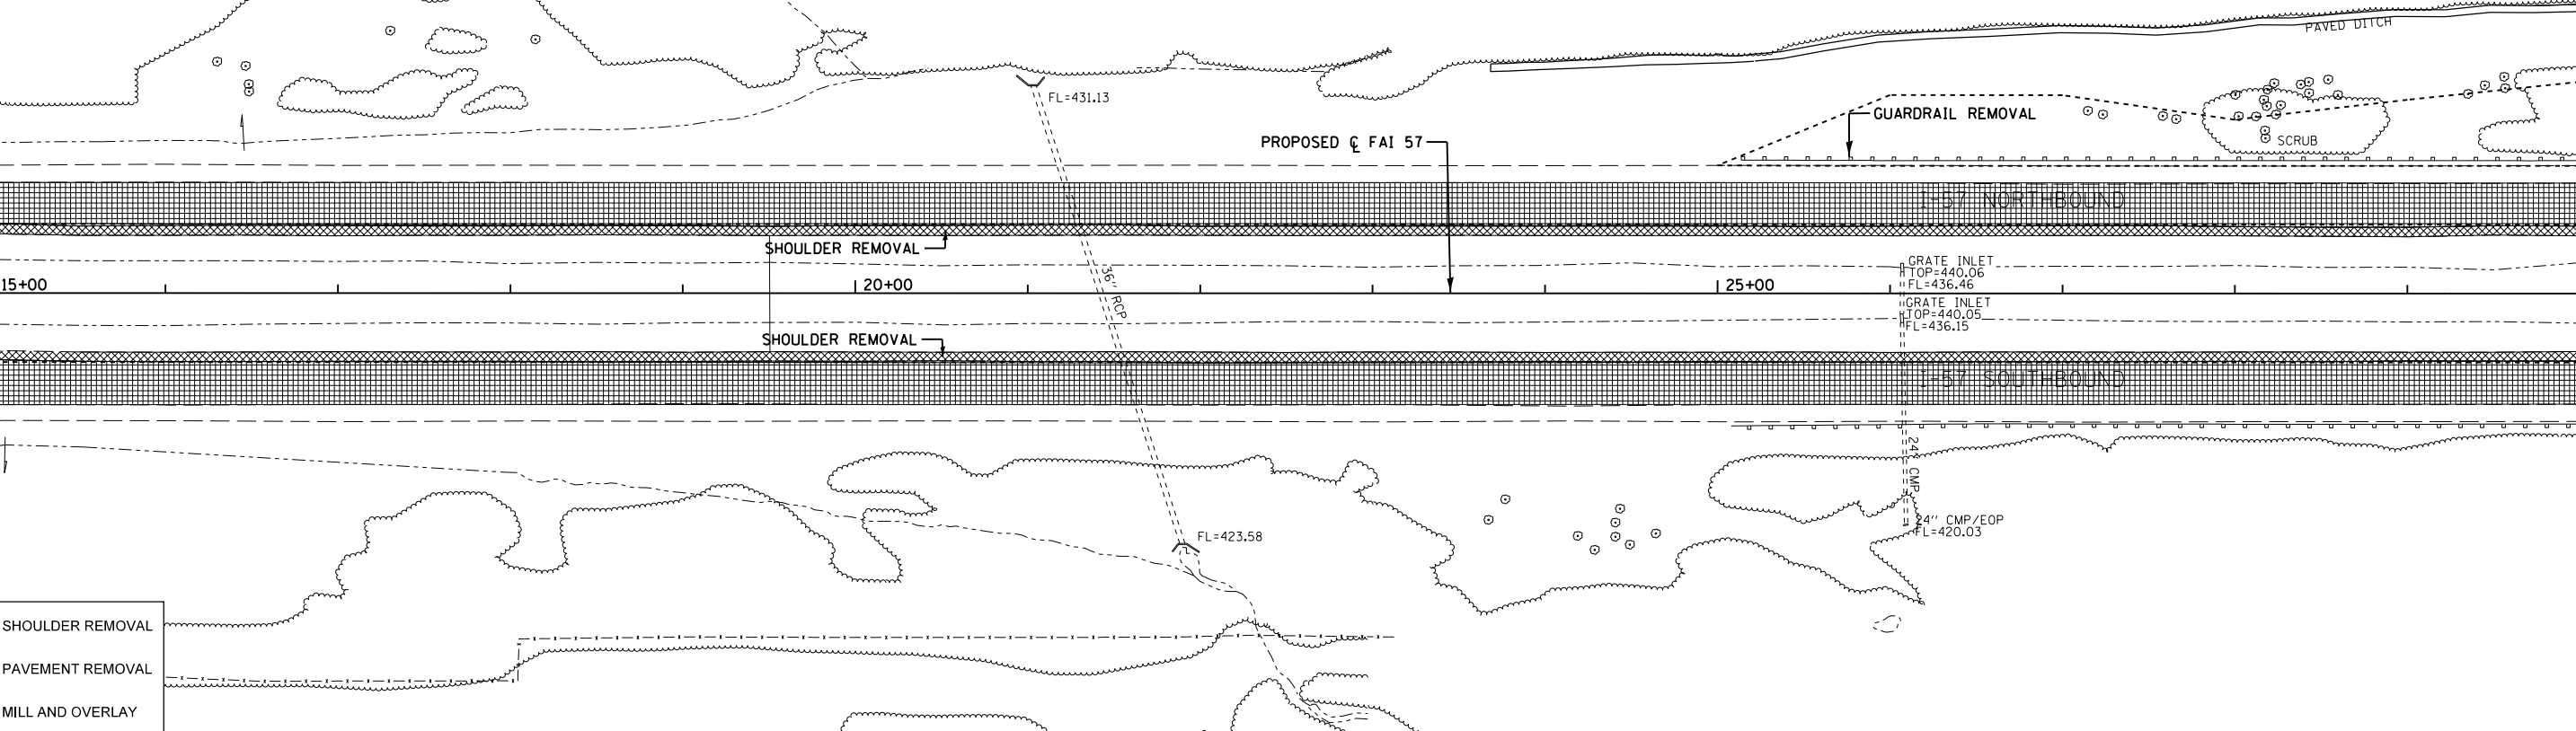 PAVED DITCH
FL=431.13
GUARDRAIL REMOVAL
PROPOSED ℄ FAI 57
SCRUB
I-57 NORTHBOUND
SHOULDER REMOVAL
36" RCP
GRATE INLET
TOP=440.06
FL=436.46
15+00
20+00
25+00
GRATE INLET
TOP=440.05
FL=436.15
SHOULDER REMOVAL
I-57 SOUTHBOUND
24" CMP
24" CMP/EOP
FL=420.03
FL=423.58
SHOULDER REMOVAL
PAVEMENT REMOVAL
MILL AND OVERLAY